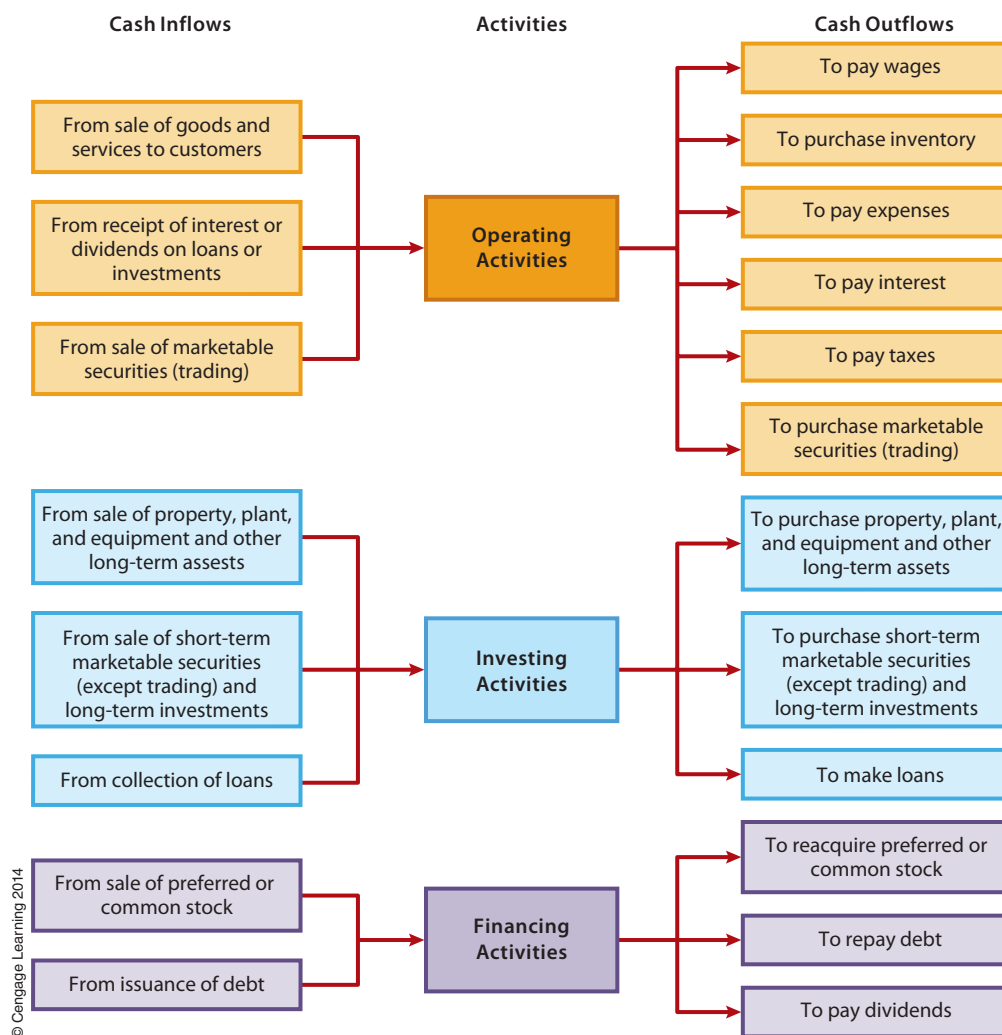 Cash Inflows
Activities
Cash Outflows
From sale of goods and
services to customers
From receipt of interest or
dividends on loans or
investments
From sale of marketable
securities (trading)
Operating
Activities
To pay wages
To purchase inventory
To pay expenses
To pay interest
To pay taxes
To purchase marketable
securities (trading)
From sale of property, plant,
and equipment and other
long-term assests
From sale of short-term
marketable securities
(except trading) and
long-term investments
From collection of loans
Investing
Activities
To purchase property, plant,
and equipment and other
long-term assets
To purchase short-term
marketable securities
(except trading) and
long-term investments
To make loans
From sale of preferred or
common stock
From issuance of debt
Financing
Activities
To reacquire preferred or
common stock
To repay debt
To pay dividends
© Cengage Learning 2014